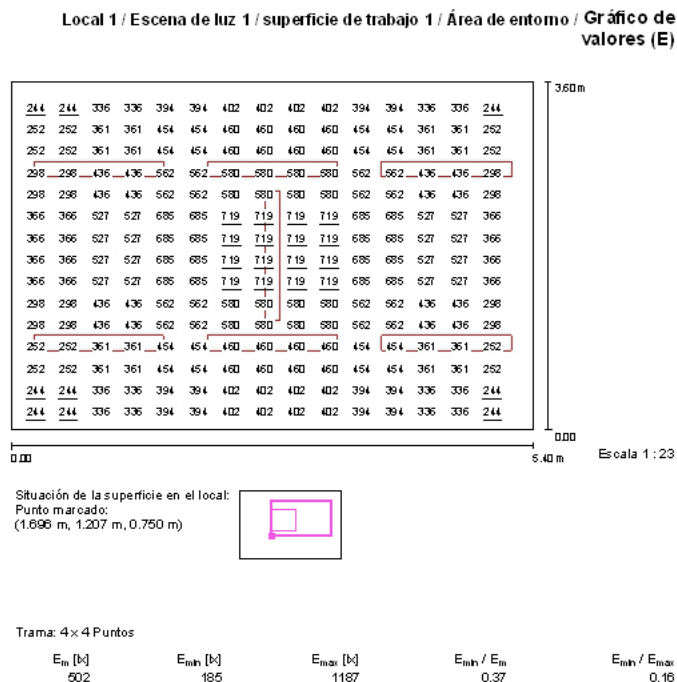 Local 1 / Escena de luz 1 / superficie de trabajo 1 / Área de entorno / Gráfico de
valores (E)
3.60 m
244 244 336 336 394 394 402 402 402 402 394 394 336 336 244
252 252 361 361 454 454 460 460 460 460 454 454 361 361 252
252 252 361 361 454 454 460 460 460 460 454 454 361 361 252
298 298 436 436 562 562 580 580 580 580 562 562 436 436 298
298 298 436 436 562 562 580 580 580 580 562 562 436 436 298
366 366 527 527 685 685 719 719 719 719 685 685 527 527 366
366 366 527 527 685 685 719 719 719 719 685 685 527 527 366
366 366 527 527 685 685 719 719 719 719 685 685 527 527 366
366 366 527 527 685 685 719 719 719 719 685 685 527 527 366
298 298 436 436 562 562 580 580 580 580 562 562 436 436 298
298 298 436 436 562 562 580 580 580 580 562 562 436 436 298
252 252 361 361 454 454 460 460 460 460 454 454 361 361 252
252 252 361 361 454 454 460 460 460 460 454 454 361 361 252
244 244 336 336 394 394 402 402 402 402 394 394 336 336 244
244 244 336 336 394 394 402 402 402 402 394 394 336 336 244
0.00
0.00 5.40 m Escala 1 : 23
Situación de la superficie en el local:
Punto marcado:
(1.696 m, 1.207 m, 0.750 m)
Trama: 4 x 4 Puntos
Em [lx] Emin [lx] Emax [lx] Emin / Em Emin / Emax
502 185 1187 0.37 0.16